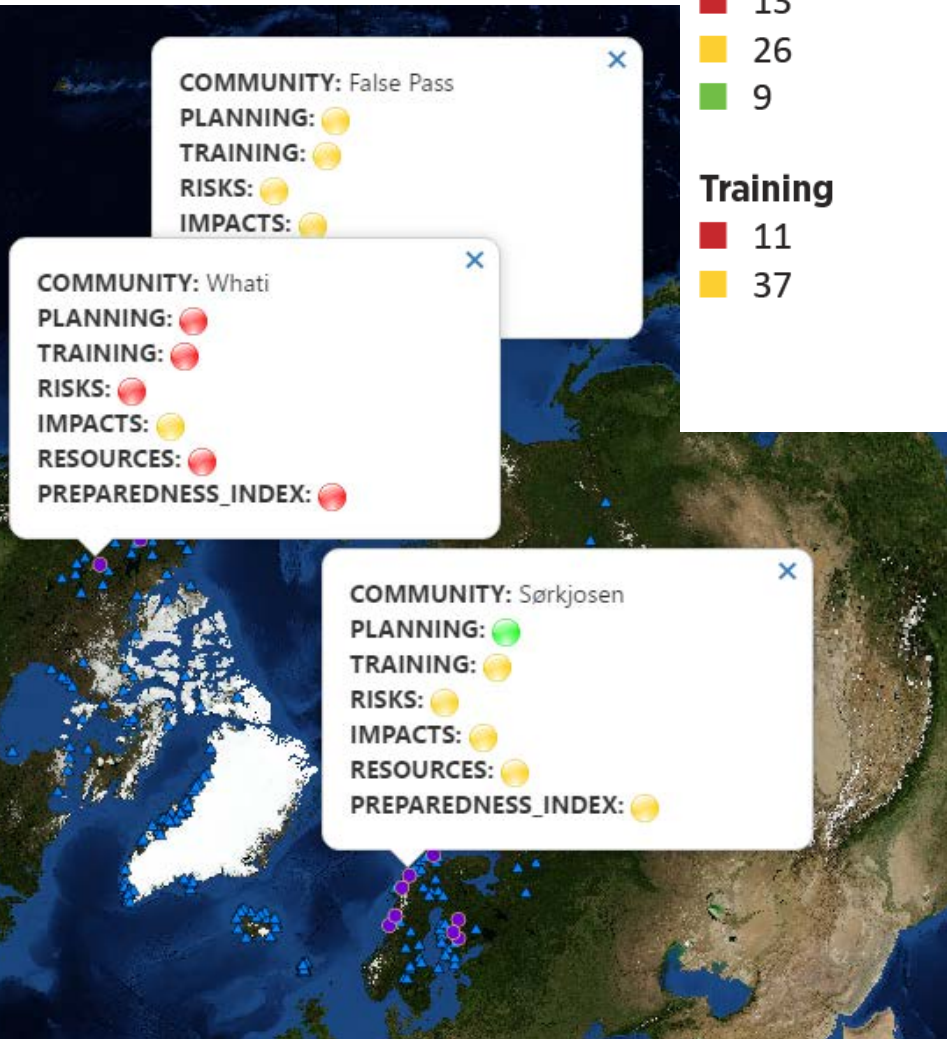 COMMUNITY: False Pass
PLANNING:
TRAINING:
RISKS:
IMPACTS:
COMMUNITY: Whati
PLANNING:
TRAINING:
RISKS:
IMPACTS:
RESOURCES:
PREPAREDNESS_INDEX:
COMMUNITY: Sørkjosen
PLANNING:
TRAINING:
RISKS:
IMPACTS:
RESOURCES:
PREPAREDNESS_INDEX:
13
26
9
Training
11
37